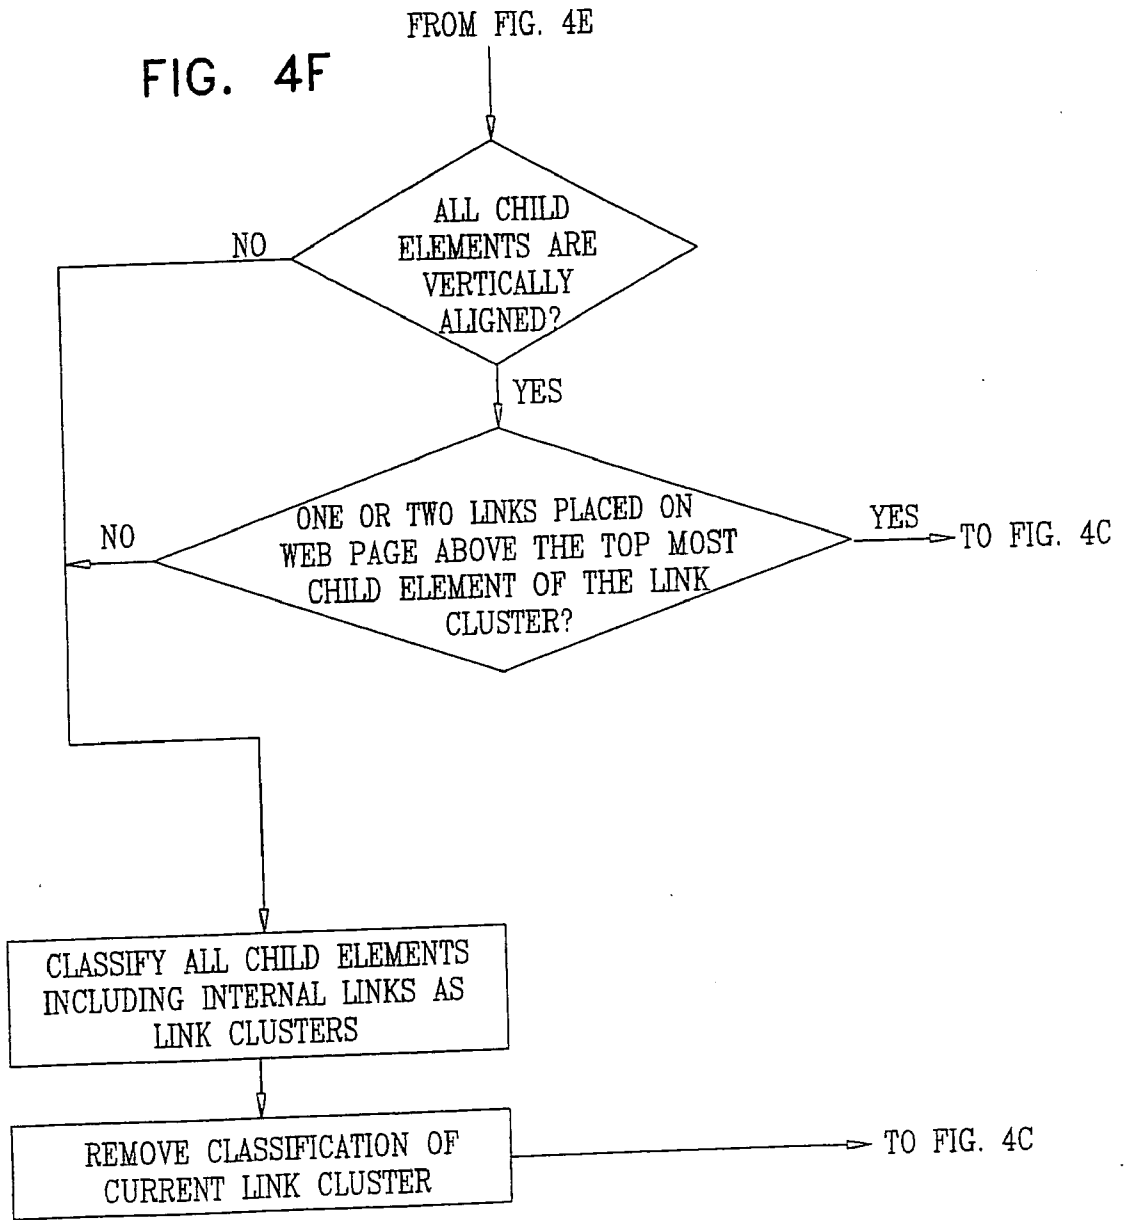 FROM FIG. 4E
FIG. 4F
ALL CHILD
ELEMENTS ARE
VERTICALLY
ALIGNED?
NO
YES
ONE OR TWO LINKS PLACED ON
WEB PAGE ABOVE THE TOP MOST
CHILD ELEMENT OF THE LINK
CLUSTER?
NO
YES
TO FIG. 4C
CLASSIFY ALL CHILD ELEMENTS
INCLUDING INTERNAL LINKS AS
LINK CLUSTERS
REMOVE CLASSIFICATION OF
CURRENT LINK CLUSTER
TO FIG. 4C